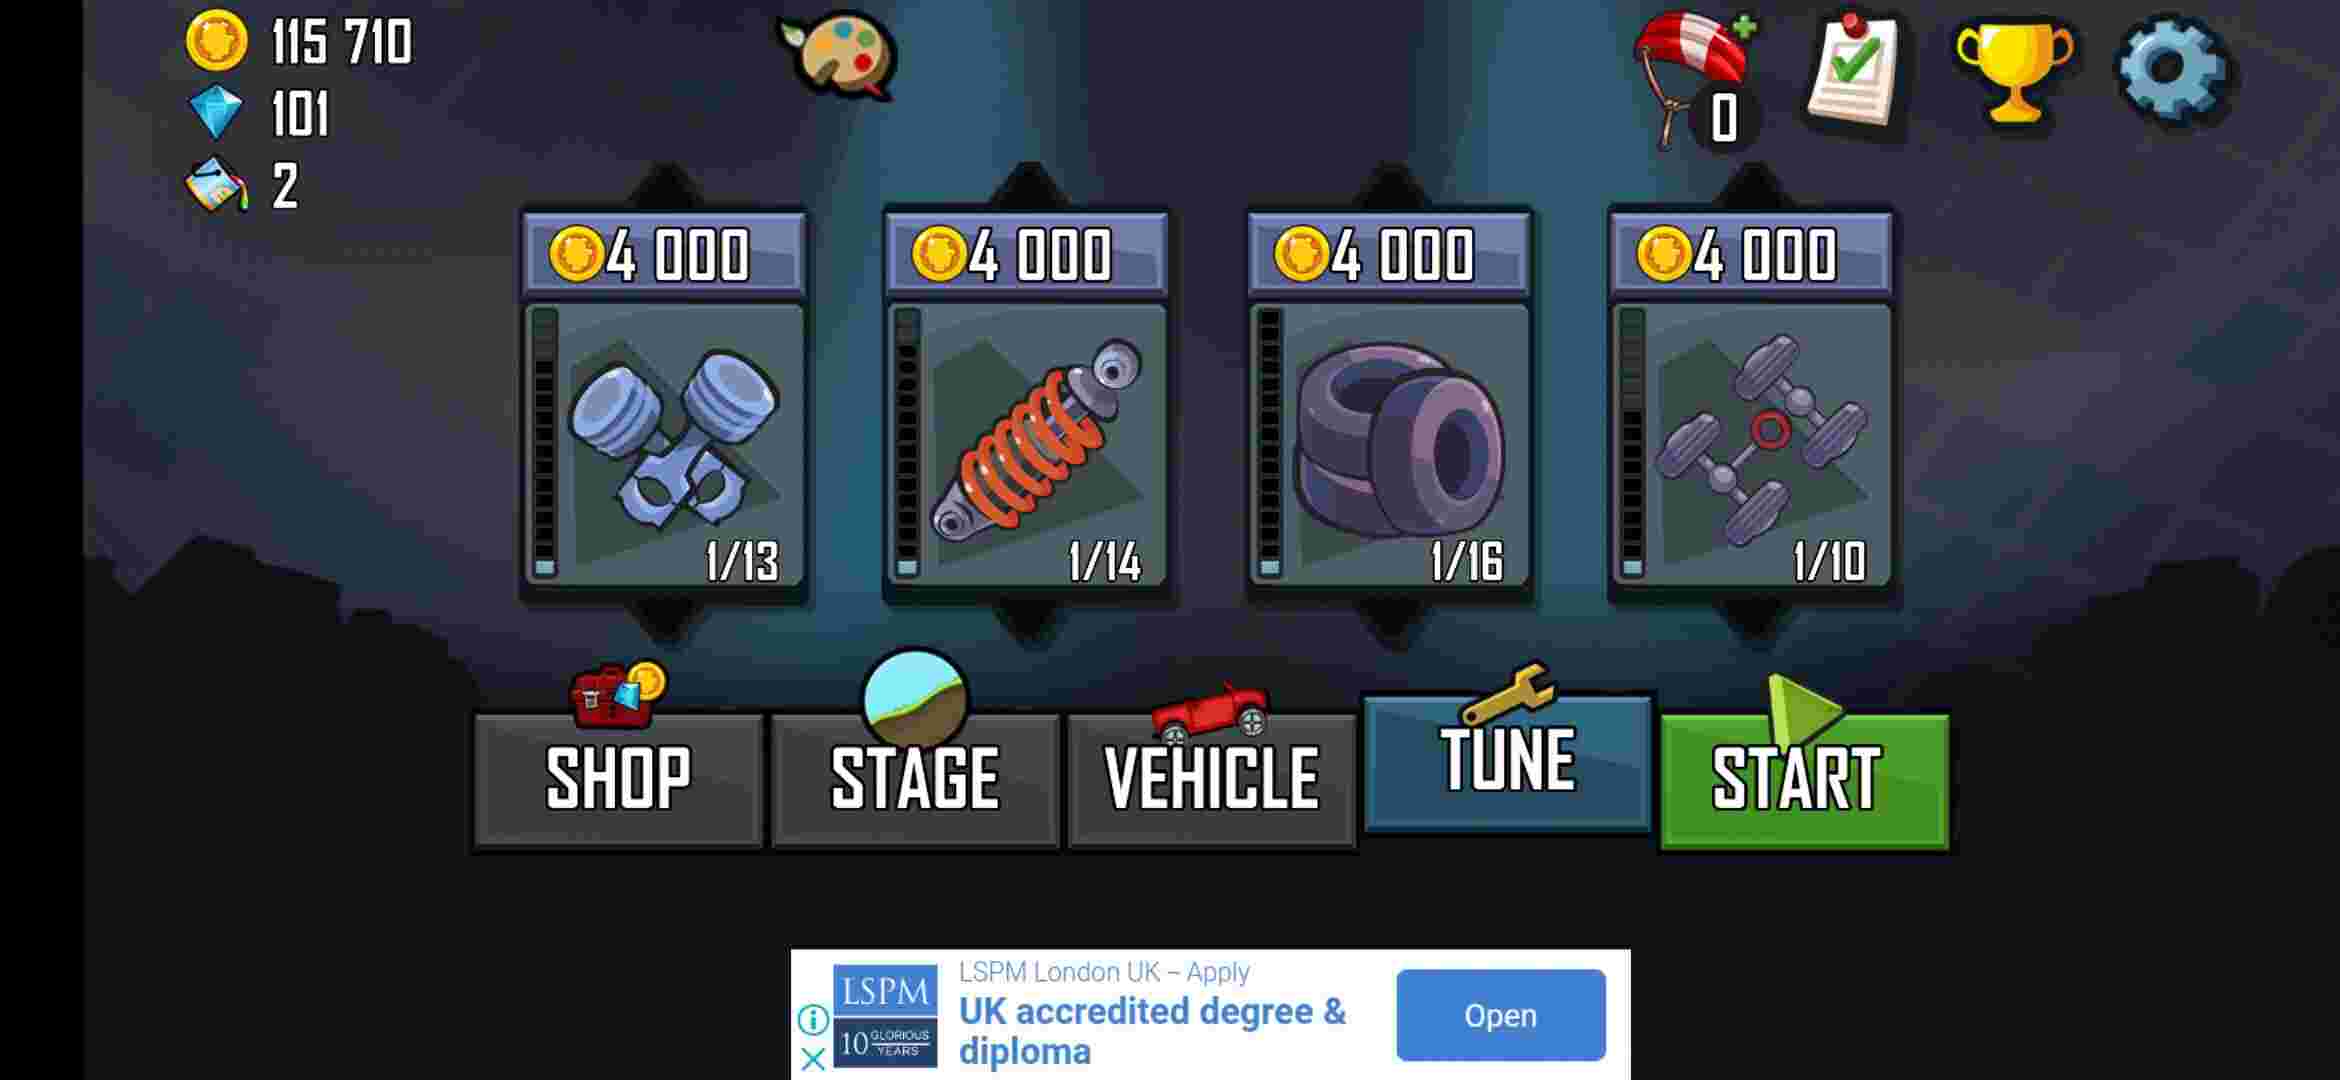 115 710
101
2
0
4 000
4 000
4 000
4 000
1/13
1/14
1/16
1/10
SHOP
STAGE
VEHICLE
TUNE
START
LSPM
10 GLORIOUS YEARS
LSPM London UK – Apply
UK accredited degree &
diploma
Open